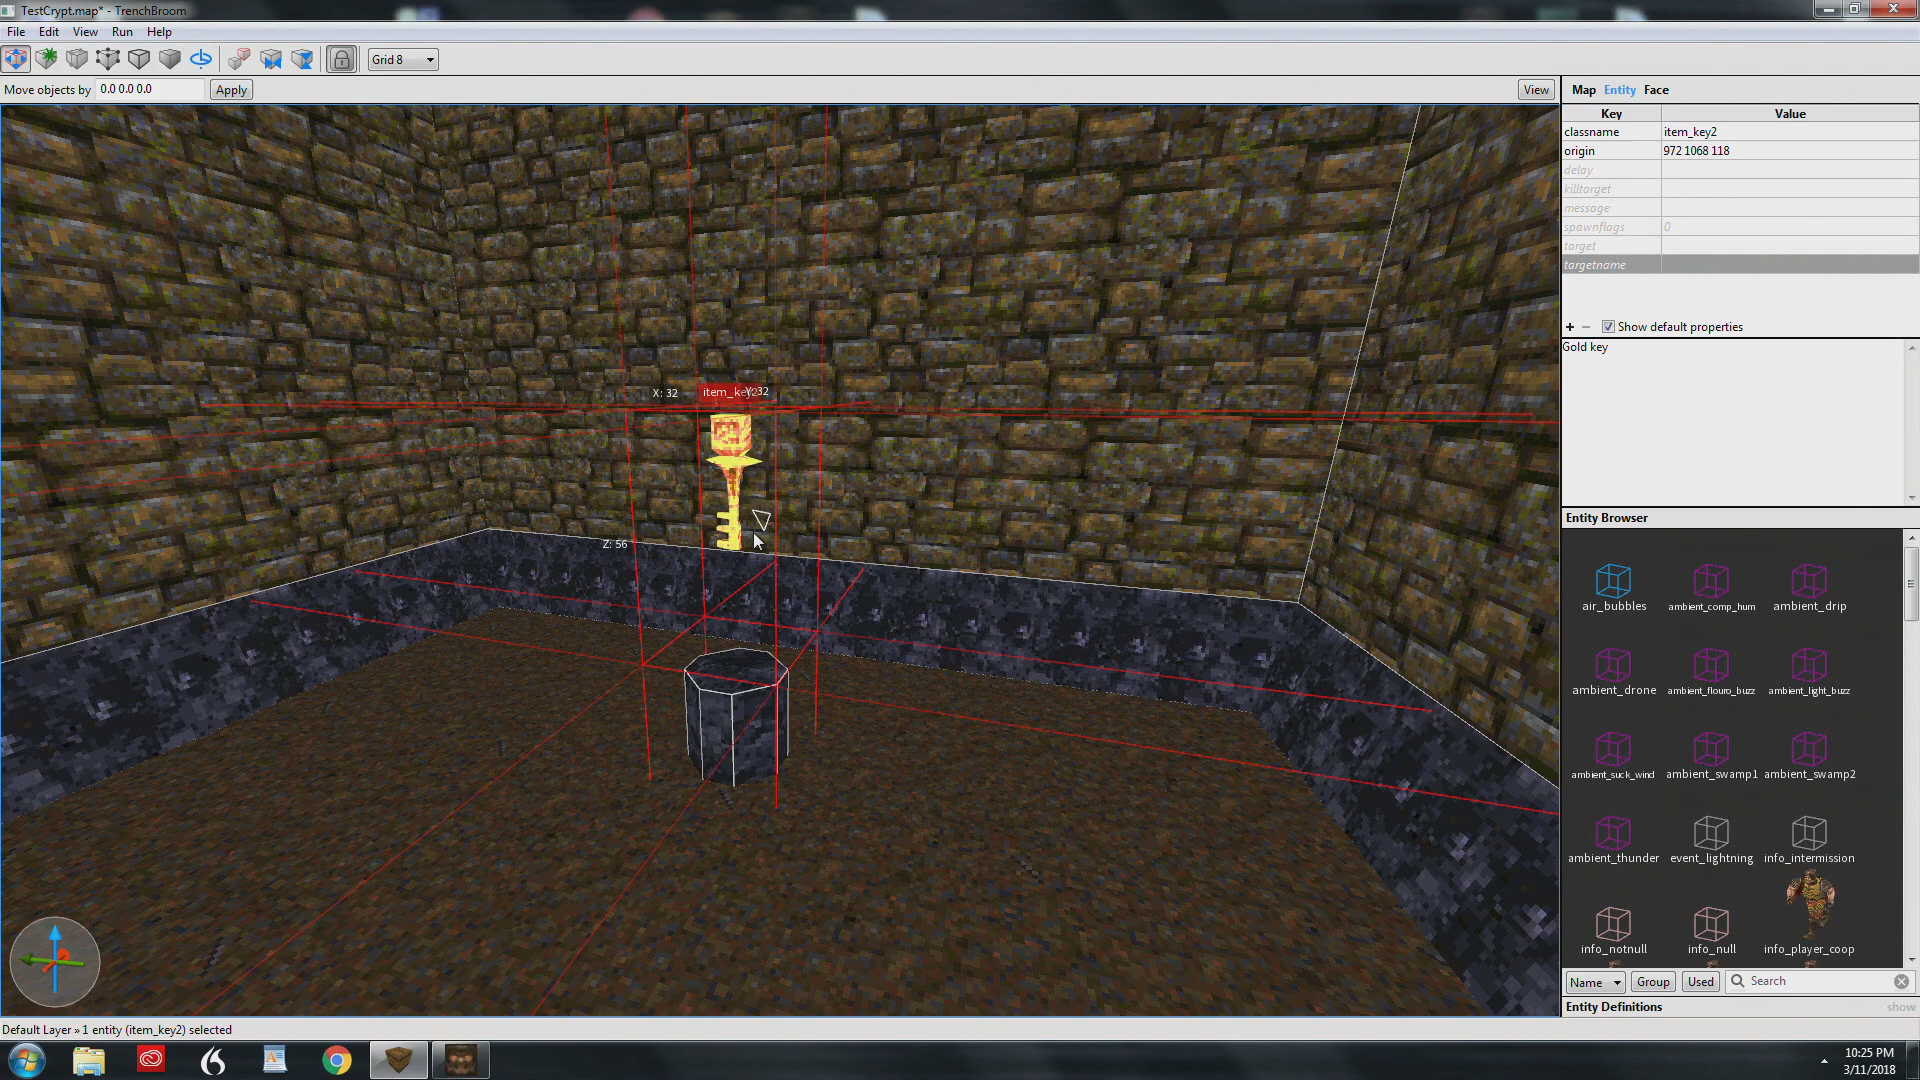 TestCrypt.map* - TrenchBroom
File Edit View Run Help
Grid 8
Move objects by 0.0 0.0 0.0 Apply
View
Map Entity Face
Key Value
classname item_key2
origin 972 1068 118
delay
killtarget
message
spawnflags 0
target
targetname
+ − Show default properties
Gold key
X: 32
Y: 32
Z: 56
Entity Browser
air_bubbles ambient_comp_hum ambient_drip
ambient_drone ambient_flouro_buzz ambient_light_buzz
ambient_suck_wind ambient_swamp1 ambient_swamp2
ambient_thunder event_lightning info_intermission
info_notnull info_null info_player_coop
Name Group Used Search
Entity Definitions show
Default Layer » 1 entity (item_key2) selected
10:25 PM
3/11/2018